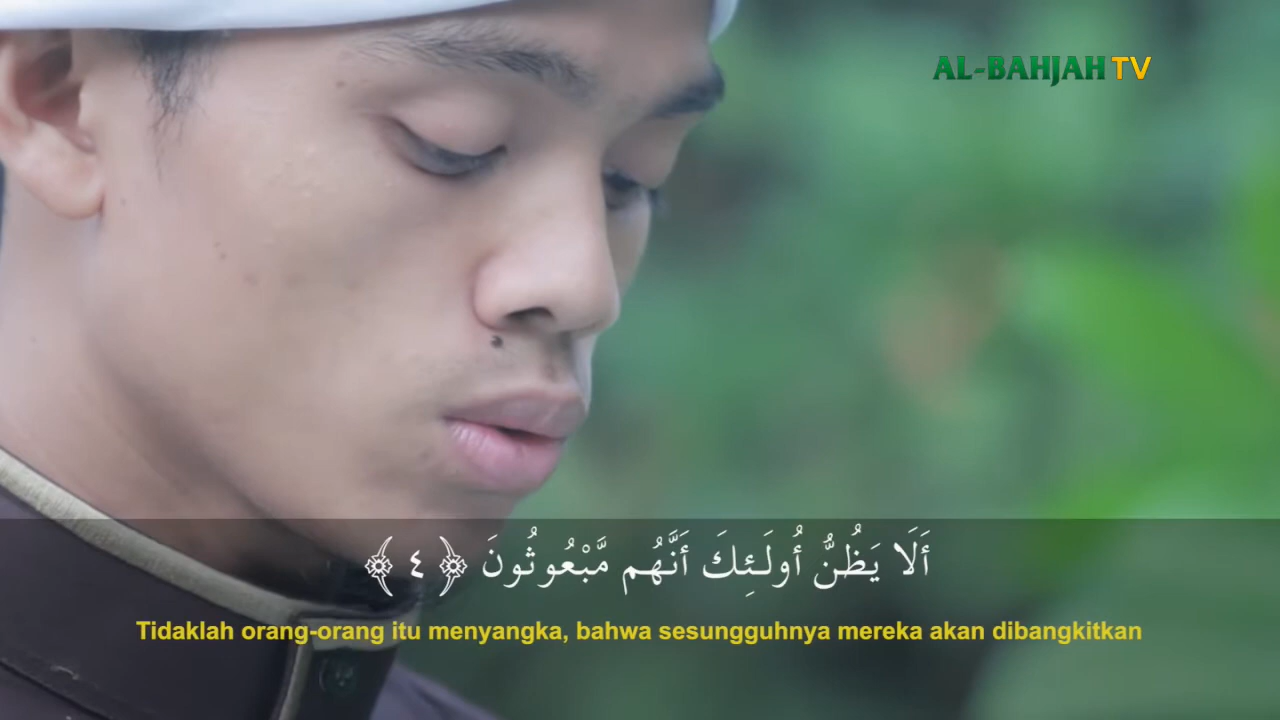 AL-BAHJAH TV
أَلَا يَظُنُّ أُولَـٰئِكَ أَنَّهُم مَّبْعُوثُونَ ﴿٤﴾
Tidaklah orang-orang itu menyangka, bahwa sesungguhnya mereka akan dibangkitkan